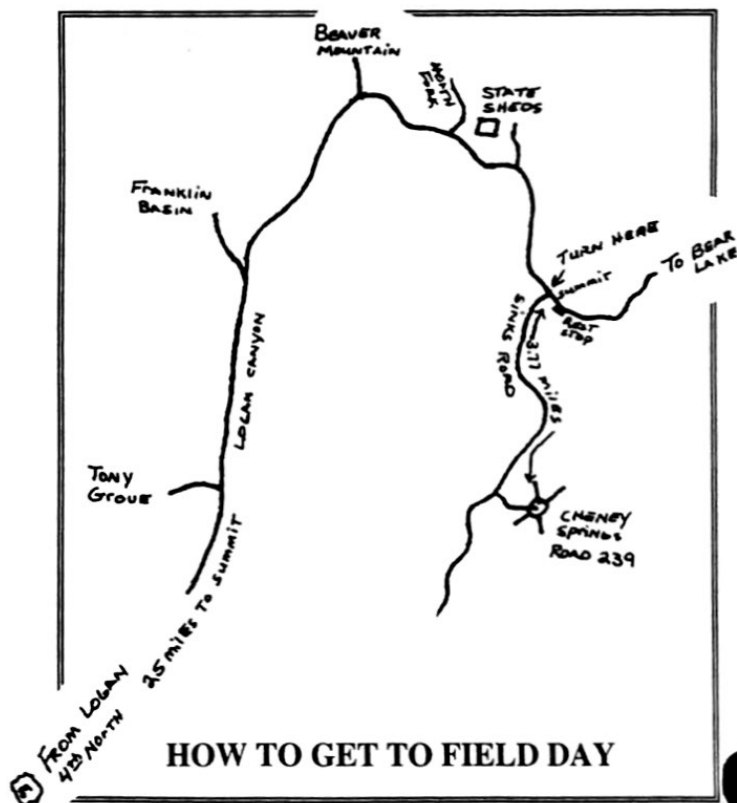 BEAVER
MOUNTAIN
NORTH
FORK
STATE
SHEDS
FRANKLIN
BASIN
TURN HERE
TO BEAR
LAKE
SUMMIT
REST
STOP
SINKS ROAD
3.77 MILES
LOGAN CANYON
TONY
GROVE
CHENEY
SPRINGS
ROAD 239
25 MILES TO SUMMIT
FROM LOGAN
4TH NORTH
HOW TO GET TO FIELD DAY